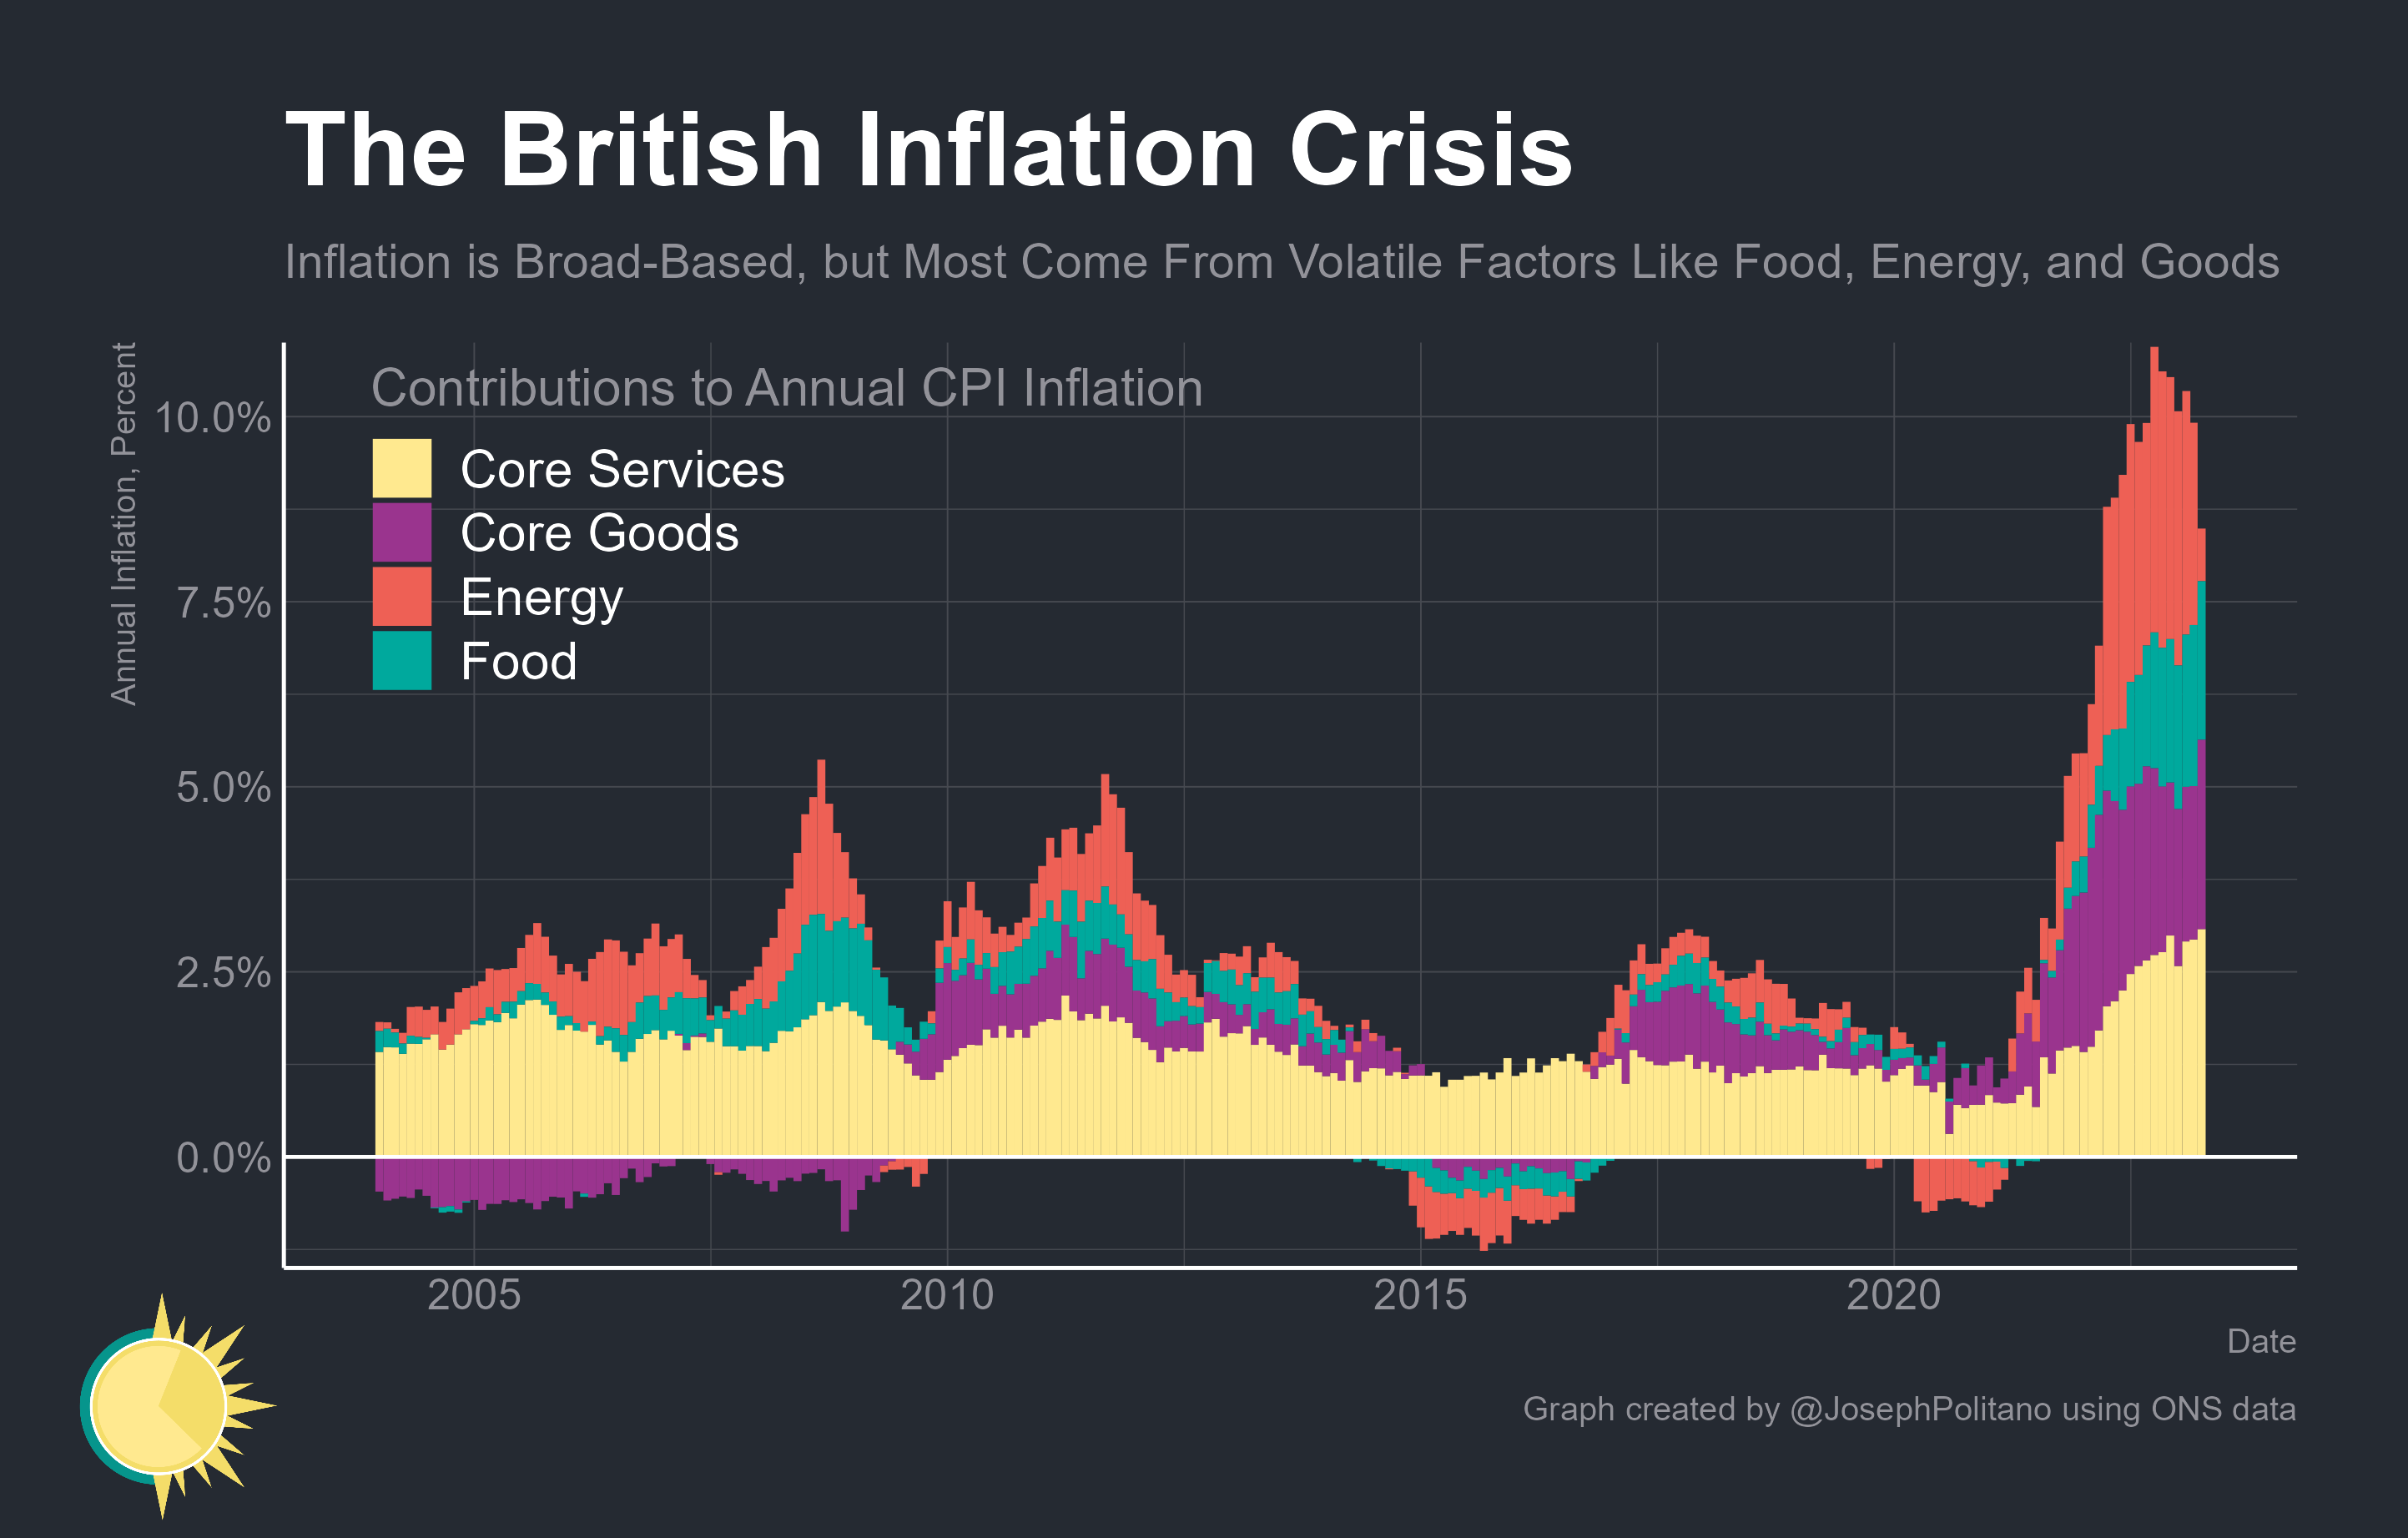 The British Inflation Crisis
Inflation is Broad-Based, but Most Come From Volatile Factors Like Food, Energy, and Goods
Annual Inflation, Percent
Contributions to Annual CPI Inflation
Core Services
Core Goods
Energy
Food
10.0%
7.5%
5.0%
2.5%
0.0%
2005
2010
2015
2020
Date
Graph created by @JosephPolitano using ONS data